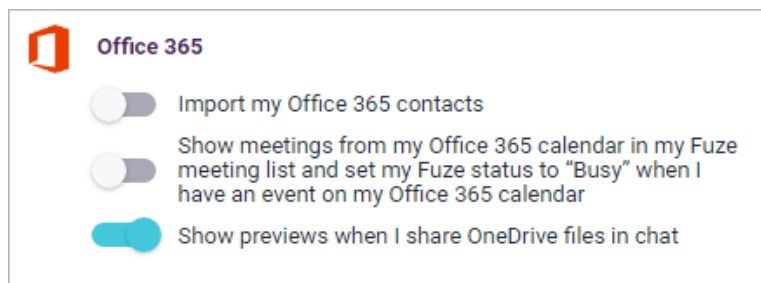 Office 365
Import my Office 365 contacts
Show meetings from my Office 365 calendar in my Fuze
meeting list and set my Fuze status to “Busy” when I
have an event on my Office 365 calendar
Show previews when I share OneDrive files in chat